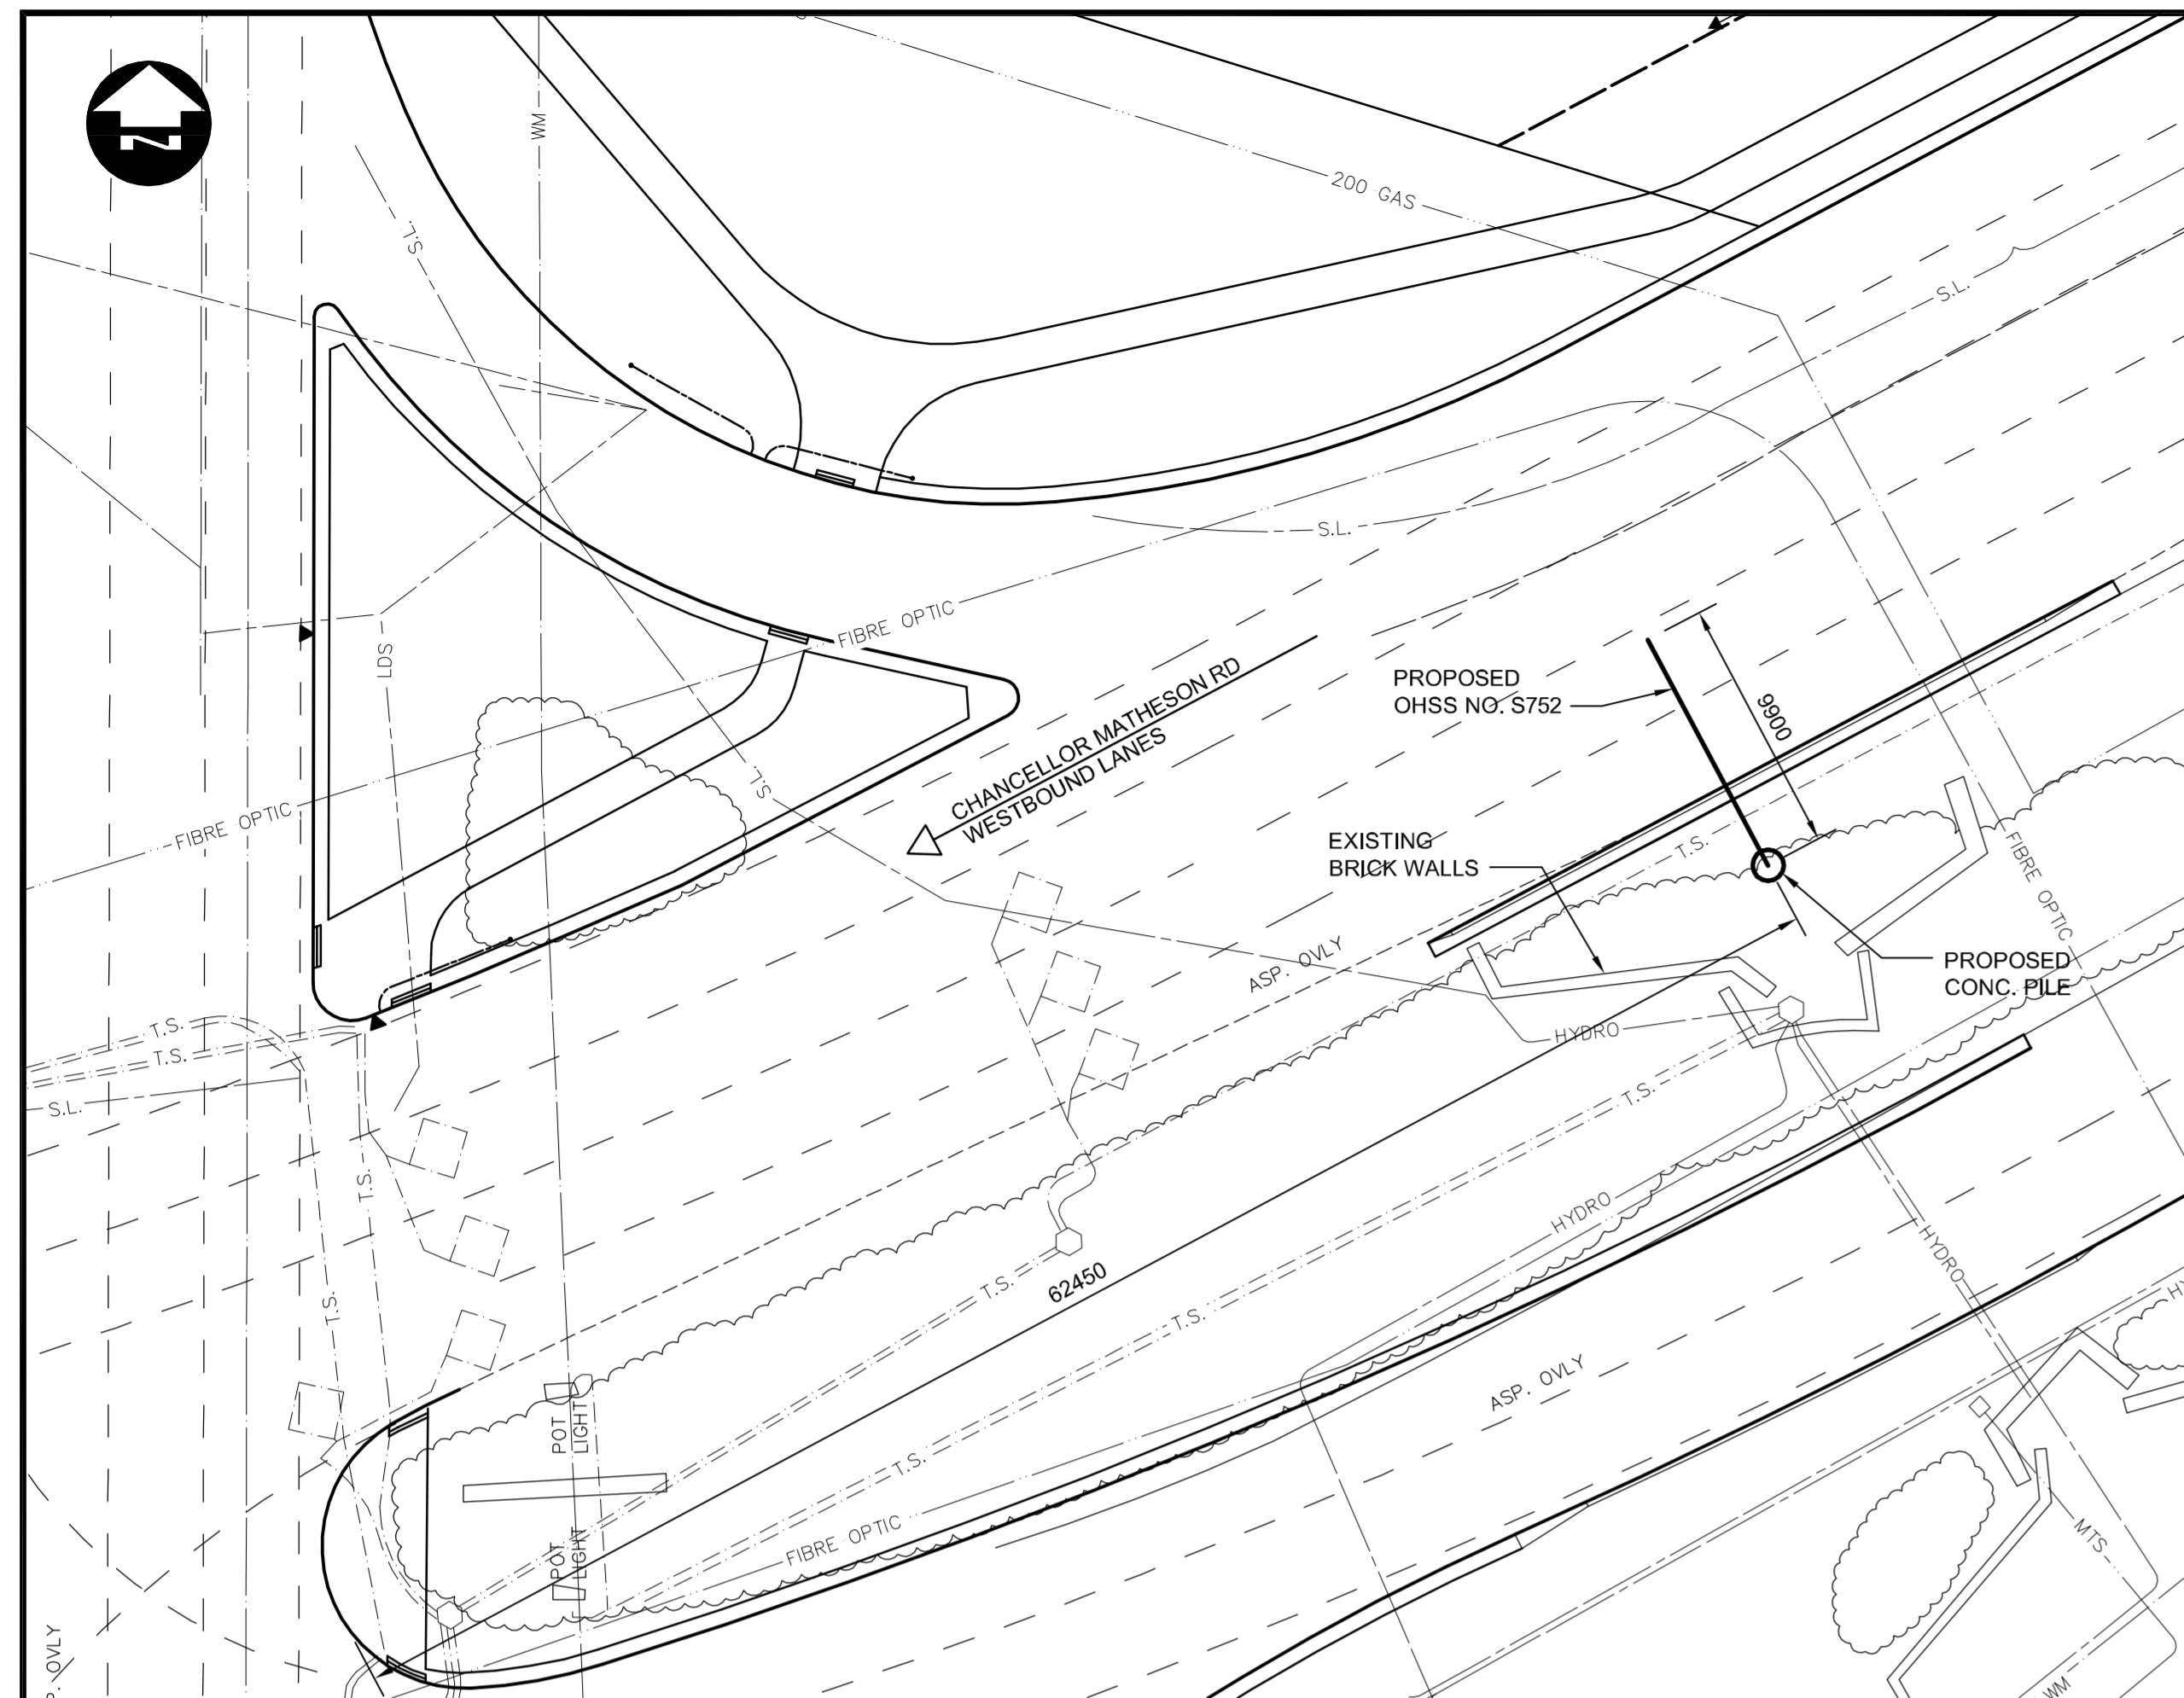 N
WM
S.L.
200 GAS
S.L.
S.L.
LDS
FIBRE OPTIC
CHANCELLOR MATHESON RD
WESTBOUND LANES
PROPOSED
OHSS NO. S752
9900
S.L.
FIBRE OPTIC
EXISTING
BRICK WALLS
T.S.
FIBRE OPTIC
ASP. OVLY
PROPOSED
CONC. PILE
T.S.
T.S.
HYDRO
S.L.
T.S.
T.S.
HYDRO
HYDRO
T.S.
62450
T.S.
T.S.
ASP. OVLY
POT
LIGHT
T.S.
FIBRE OPTIC
POT
LIGHT
MTS
P. OVLY
WM